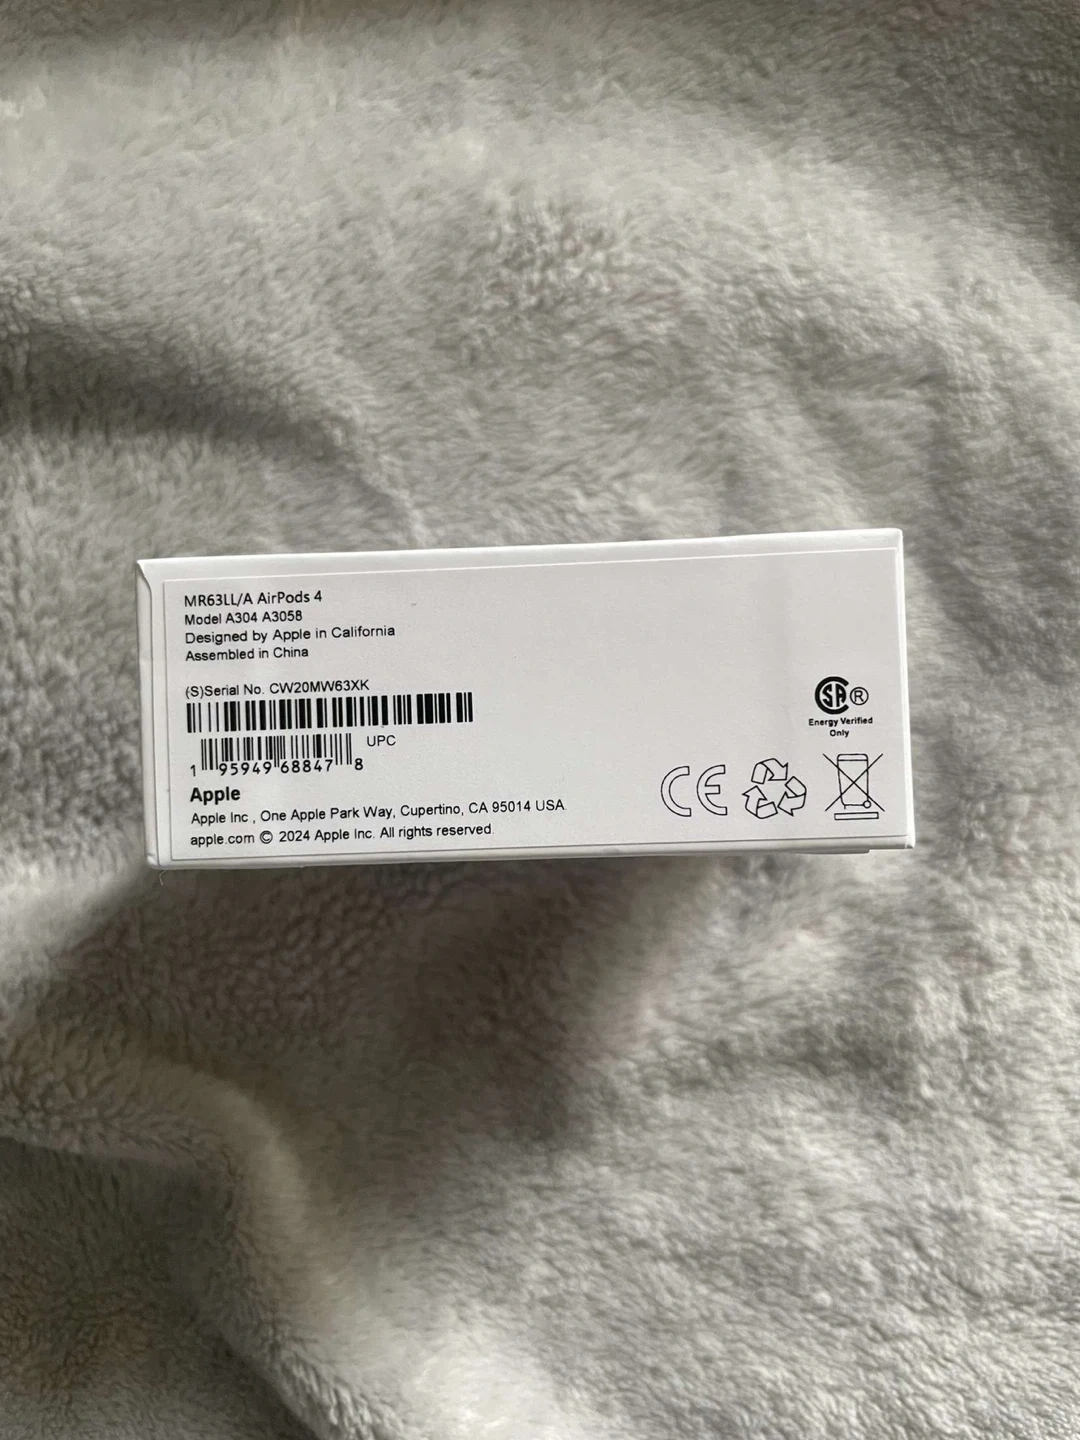 MR63LL/A AirPods 4
Model A304 A3058
Designed by Apple in California
Assembled in China
(S)Serial No. CW20MW63XK
UPC
1 95949 68847 8
Apple
Apple Inc , One Apple Park Way, Cupertino, CA 95014 USA
apple.com © 2024 Apple Inc. All rights reserved
SA ®
Energy Verified
Only
CE